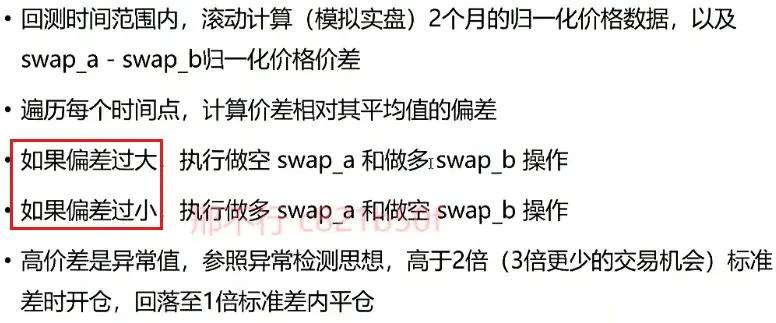 • 回测时间范围内，滚动计算（模拟实盘）2个月的归一化价格数据，以及
swap_a - swap_b归一化价格价差
• 遍历每个时间点，计算价差相对其平均值的偏差
• 如果偏差过大，执行做空 swap_a 和做多 swap_b 操作
• 如果偏差过小，执行做多 swap_a 和做空 swap_b 操作
邢不行 c821b50f
• 高价差是异常值，参照异常检测思想，高于2倍（3倍更少的交易机会）标准
差时开仓，回落至1倍标准差内平仓